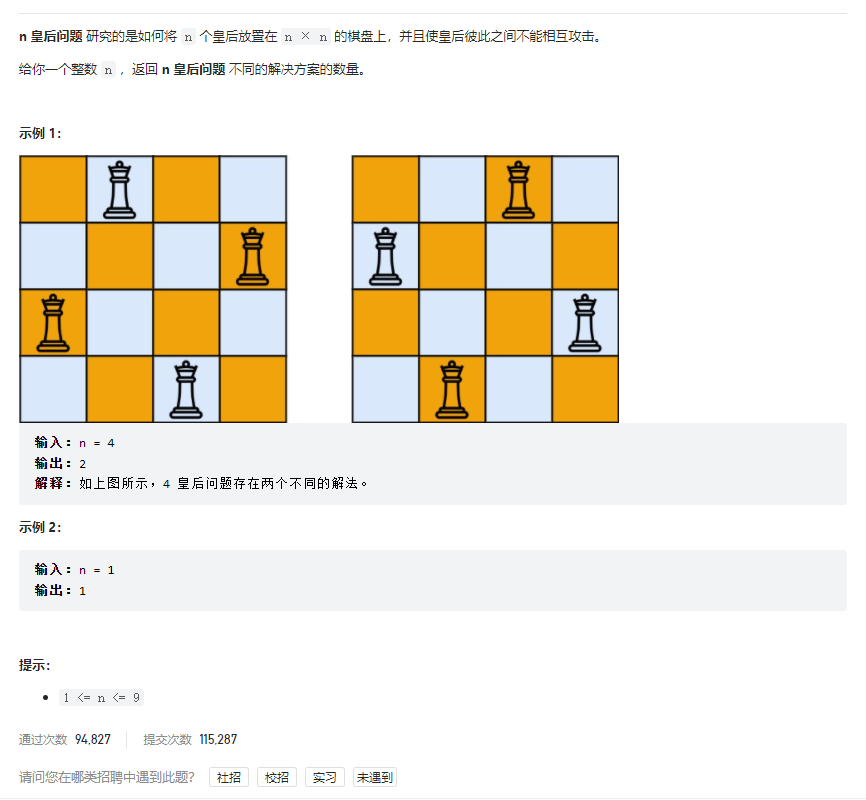 n 皇后问题 研究的是如何将 n 个皇后放置在 n × n 的棋盘上，并且使皇后彼此之间不能相互攻击。
给你一个整数 n ，返回 n 皇后问题 不同的解决方案的数量。
示例 1：
输入：n = 4
输出：2
解释：如上图所示，4 皇后问题存在两个不同的解法。
示例 2：
输入：n = 1
输出：1
提示：
• 1 <= n <= 9
通过次数 94,827 提交次数 115,287
请问您在哪类招聘中遇到此题？ 社招 校招 实习 未遇到